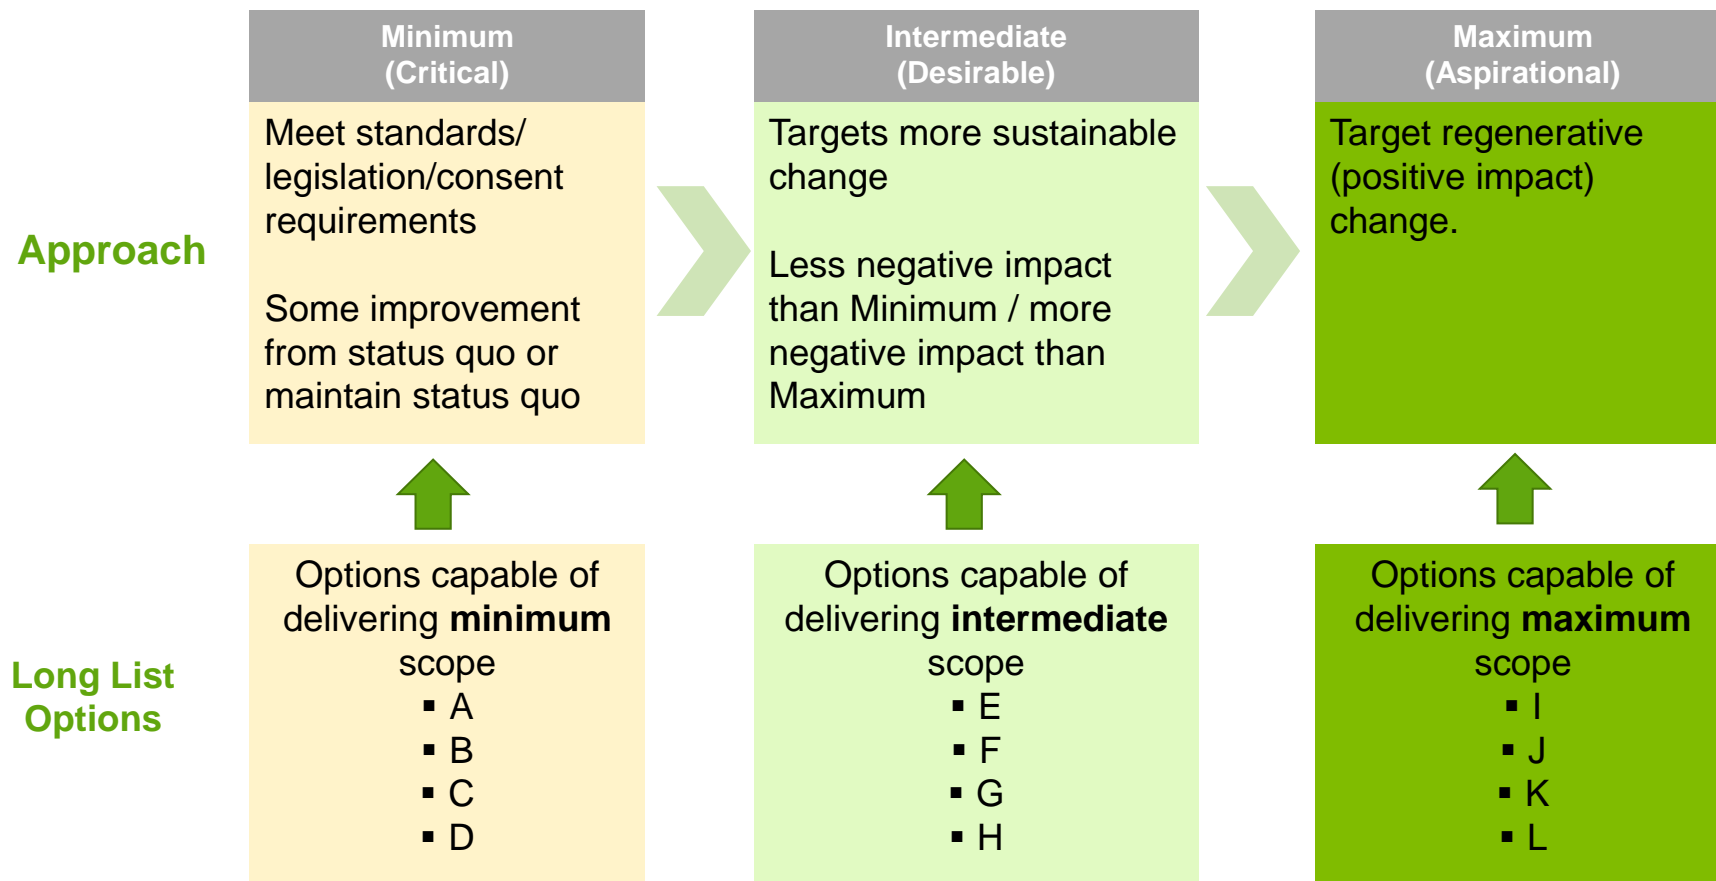 Minimum
(Critical)
Intermediate
(Desirable)
Maximum
(Aspirational)
Approach
Meet standards/
legislation/consent
requirements
Some improvement
from status quo or
maintain status quo
Targets more sustainable
change
Less negative impact
than Minimum / more
negative impact than
Maximum
Target regenerative
(positive impact)
change.
Long List
Options
Options capable of
delivering minimum
scope
▪ A
▪ B
▪ C
▪ D
Options capable of
delivering intermediate
scope
▪ E
▪ F
▪ G
▪ H
Options capable of
delivering maximum
scope
▪ I
▪ J
▪ K
▪ L